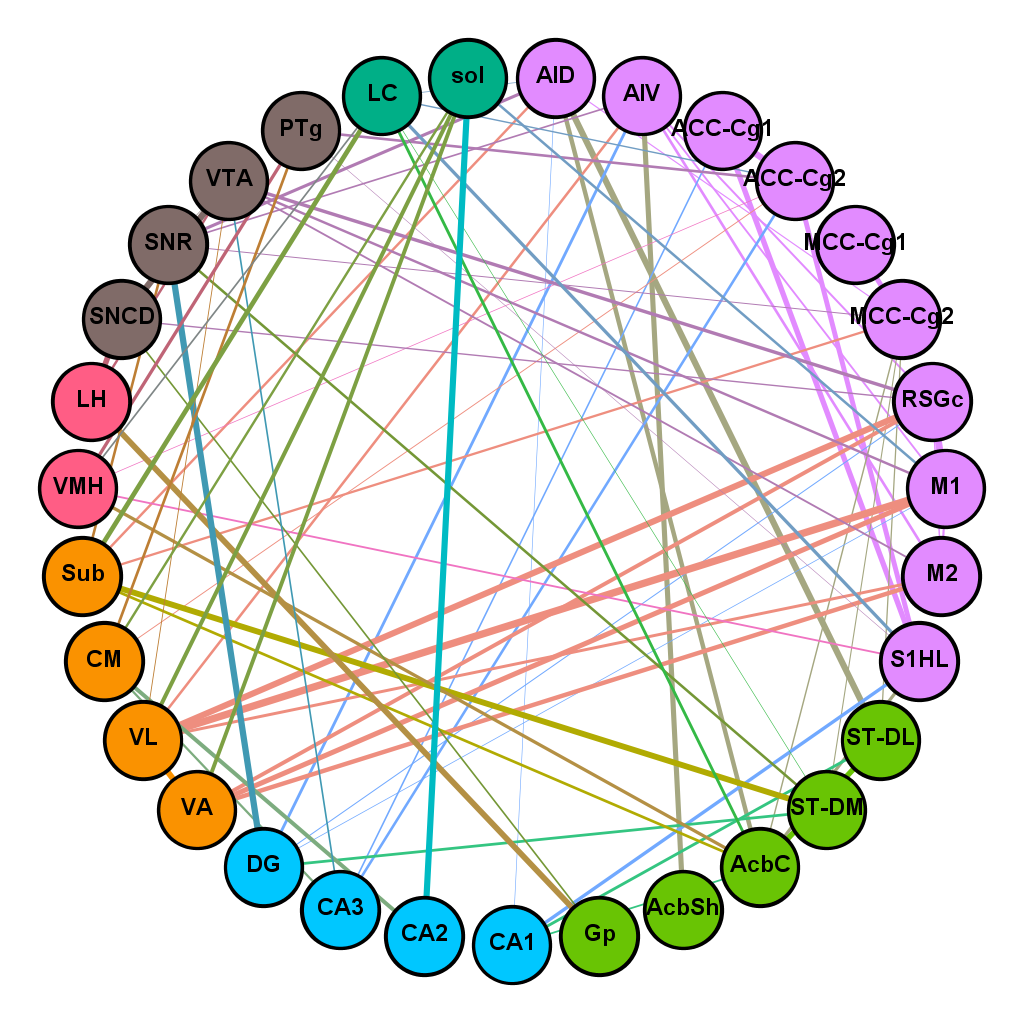 sol
AID
AIV
ACC-Cg1
ACC-Cg2
MCC-Cg1
MCC-Cg2
RSGc
M1
M2
S1HL
ST-DL
ST-DM
AcbC
AcbSh
Gp
CA1
CA2
CA3
DG
VA
VL
CM
Sub
VMH
LH
SNCD
SNR
VTA
PTg
LC